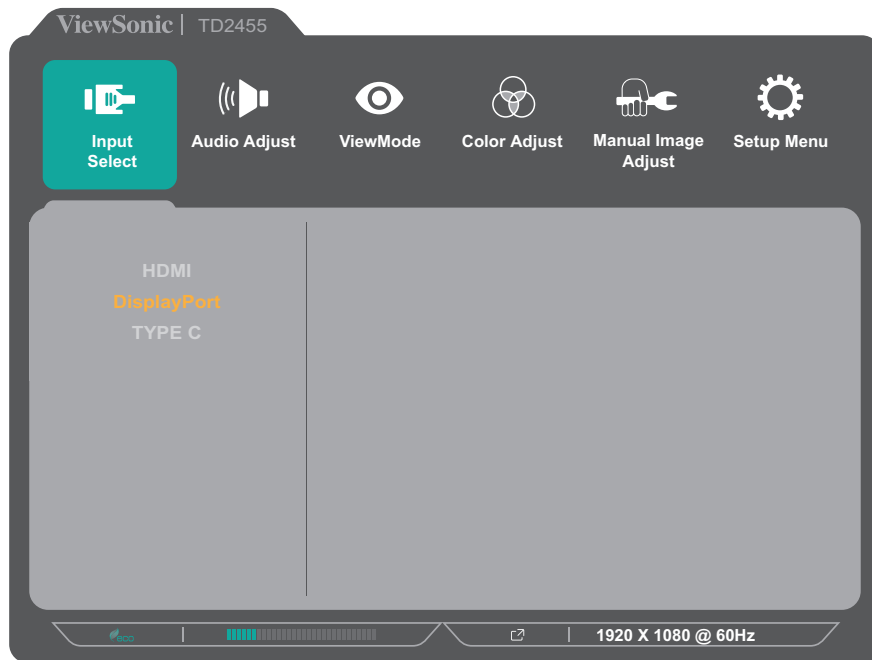 ViewSonic | TD2455
Input
Select
Audio Adjust
ViewMode
Color Adjust
Manual Image
Adjust
Setup Menu
HDMI
DisplayPort
TYPE C
eco
1920 X 1080 @ 60Hz